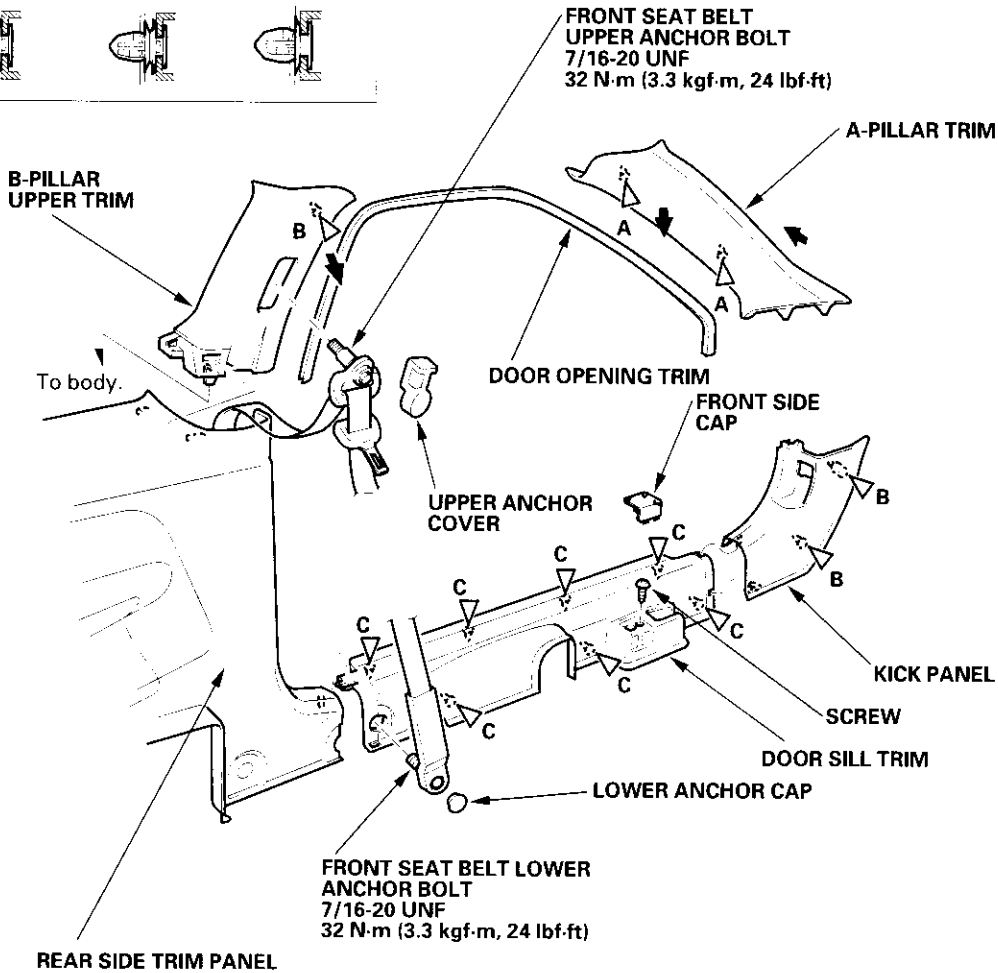 FRONT SEAT BELT
UPPER ANCHOR BOLT
7/16-20 UNF
32 N·m (3.3 kgf·m, 24 lbf·ft)
A-PILLAR TRIM
B-PILLAR
UPPER TRIM
B
A
A
To body.
DOOR OPENING TRIM
FRONT SIDE
CAP
UPPER ANCHOR
COVER
B
B
C
C
C
C
C
C
C
KICK PANEL
SCREW
DOOR SILL TRIM
LOWER ANCHOR CAP
FRONT SEAT BELT LOWER
ANCHOR BOLT
7/16-20 UNF
32 N·m (3.3 kgf·m, 24 lbf·ft)
REAR SIDE TRIM PANEL